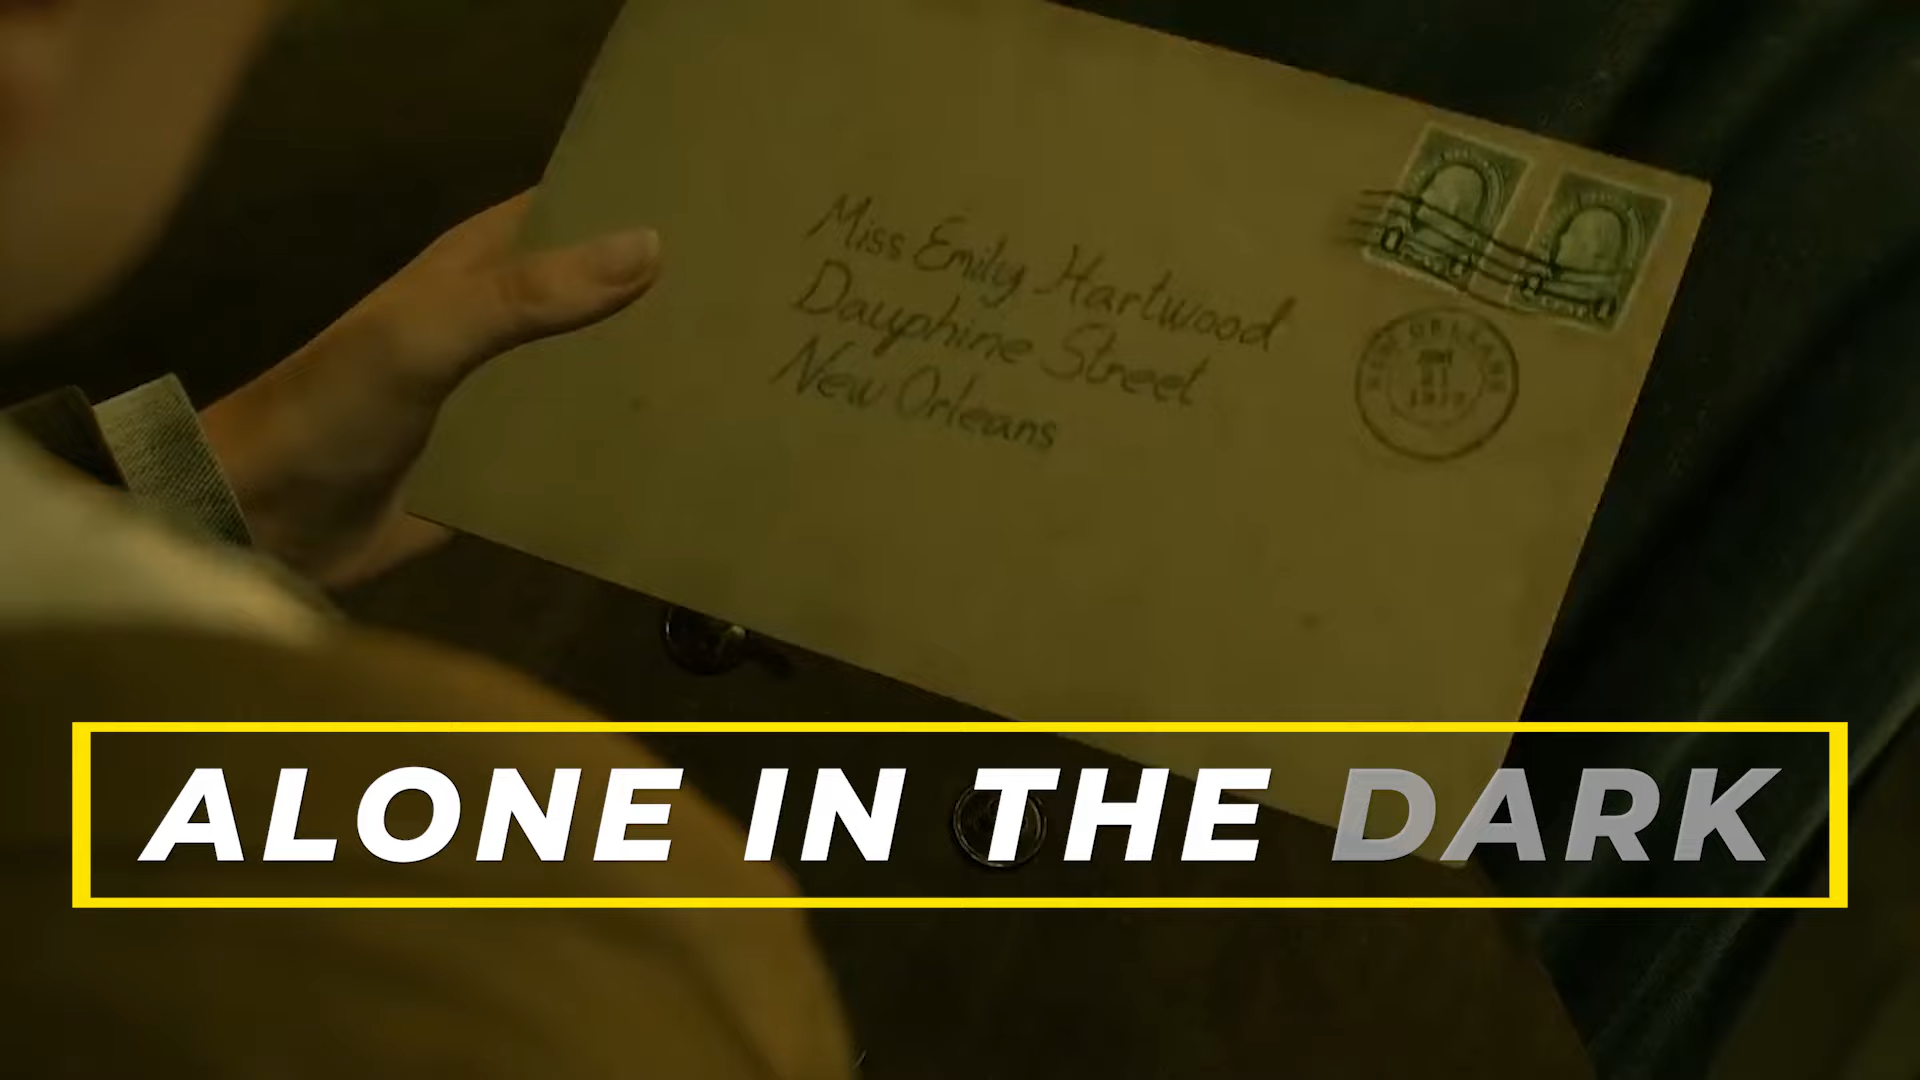 Miss Emily Hartwood
Dauphine Street
New Orleans
ALONE IN THE DARK